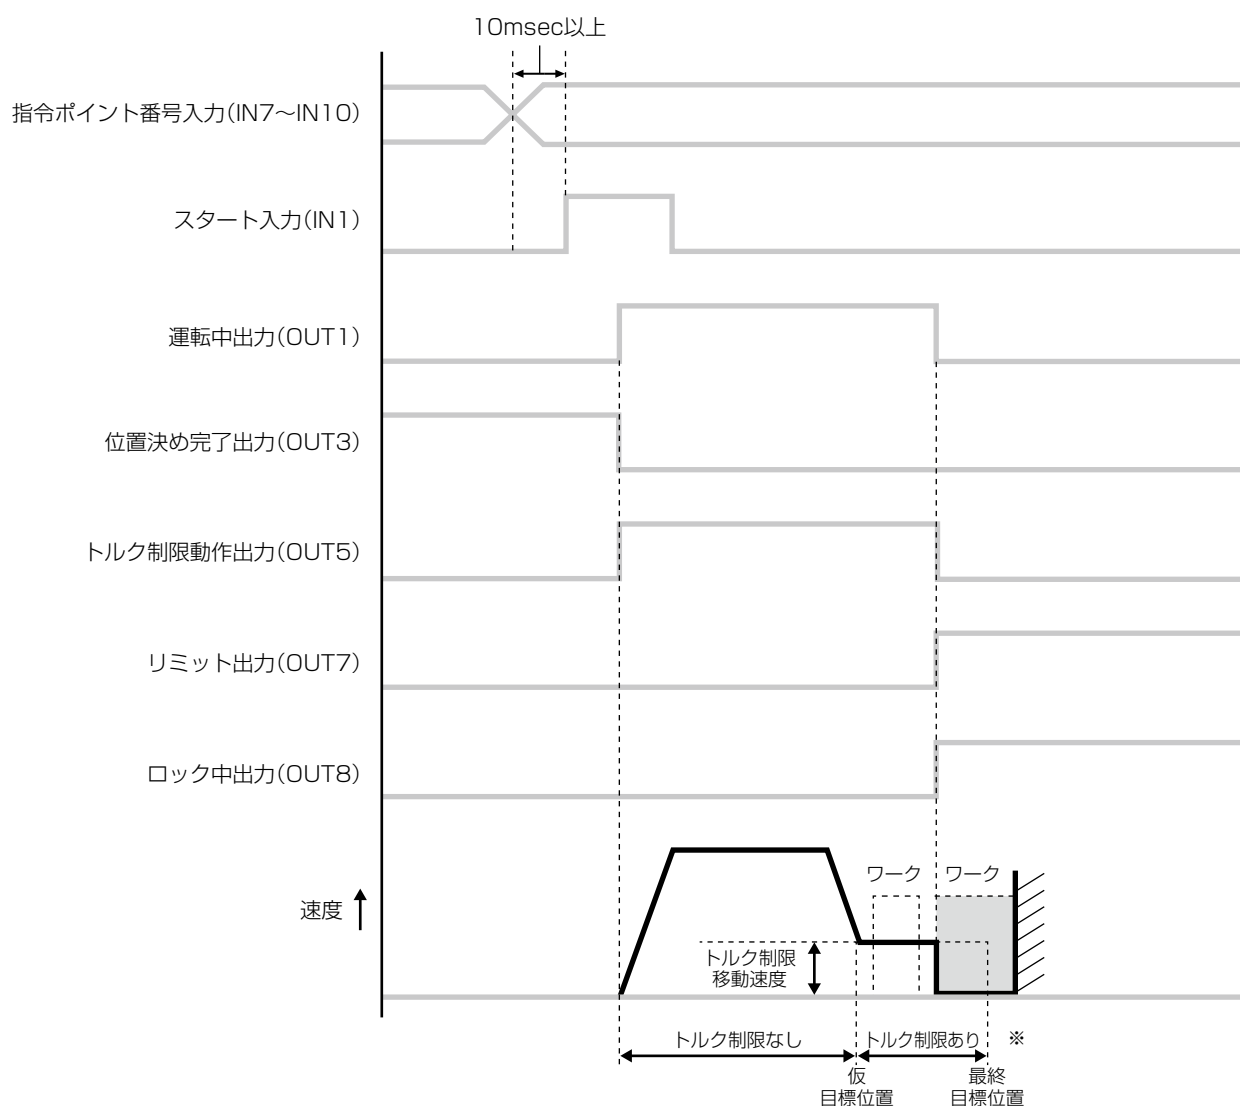 10msec以上
指令ポイント番号入力(IN7～IN10)
スタート入力(IN1)
運転中出力(OUT1)
位置決め完了出力(OUT3)
トルク制限動作出力(OUT5)
リミット出力(OUT7)
ロック中出力(OUT8)
ワーク
ワーク
速度
トルク制限
移動速度
トルク制限なし
トルク制限あり
※
仮
目標位置
最終
目標位置